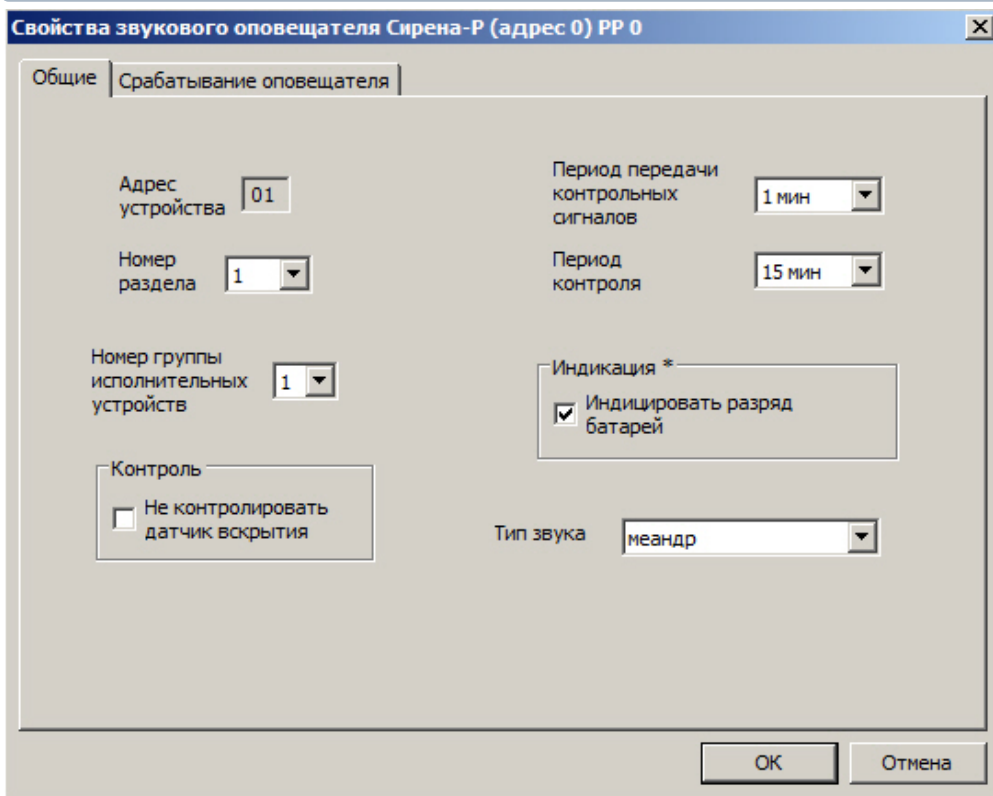 Свойства звукового оповещателя Сирена-Р (адрес 0) РР 0
Общие
Срабатывание оповещателя
Адрес
устройства
01
Номер
раздела
1
Номер группы
исполнительных
устройств
1
Контроль
Не контролировать
датчик вскрытия
Период передачи
контрольных
сигналов
1 мин
Период
контроля
15 мин
Индикация *
Индицировать разряд
батарей
Тип звука
меандр
ОК
Отмена